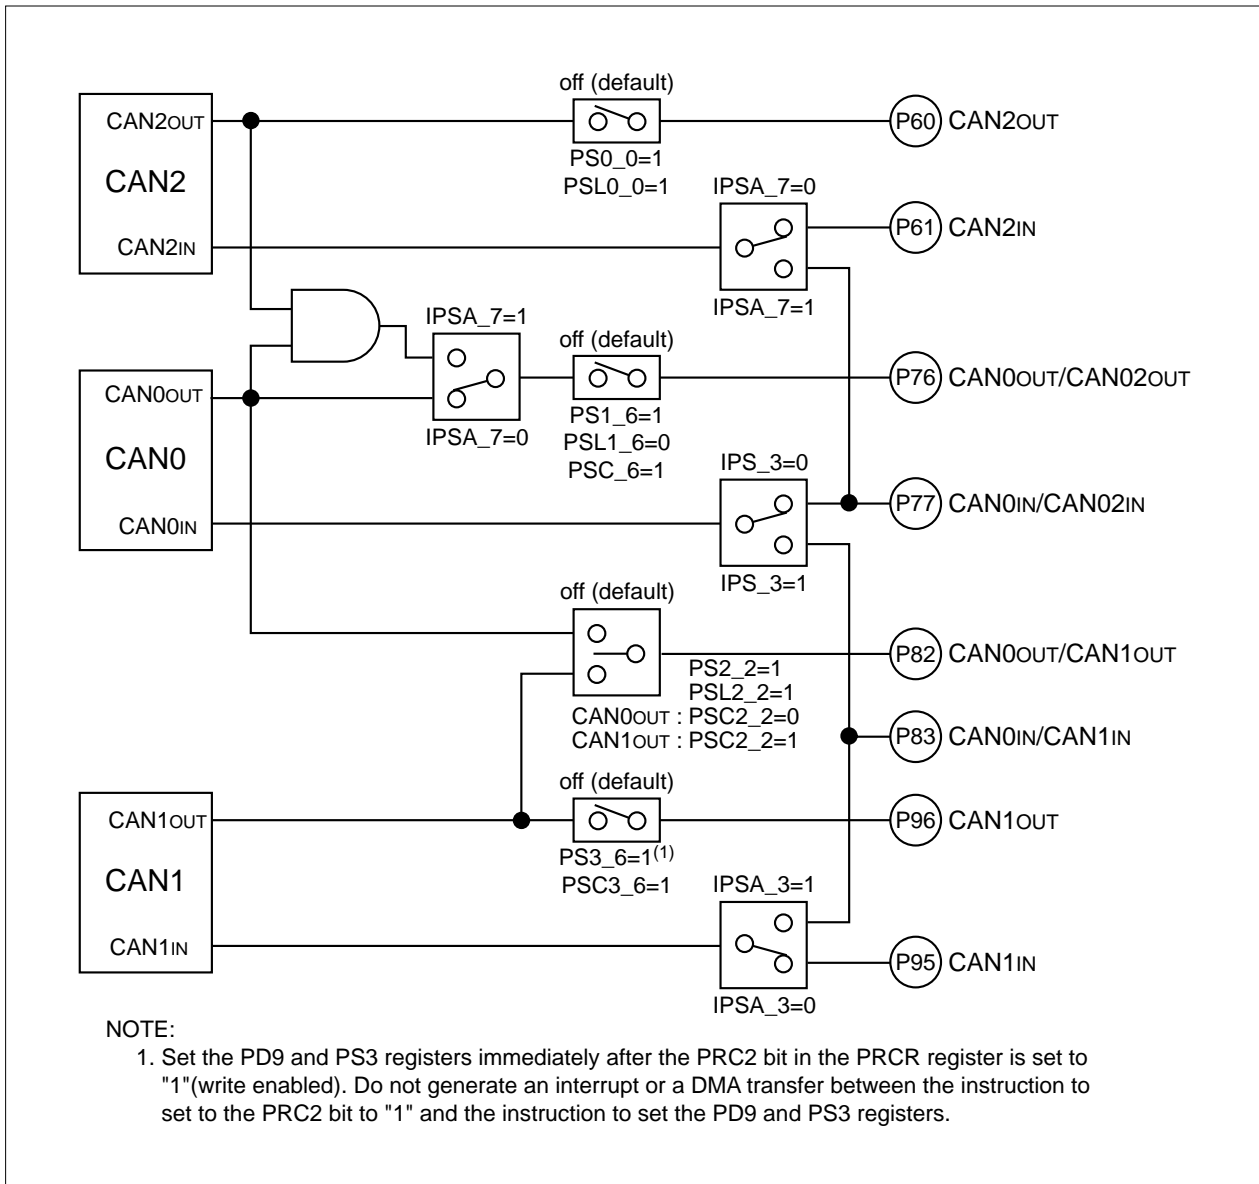 off (default)
CAN2OUT
P60 CAN2OUT
PS0_0=1
PSL0_0=1
CAN2
IPSA_7=0
P61 CAN2IN
CAN2IN
IPSA_7=1
IPSA_7=1
off (default)
CAN0OUT
P76 CAN0OUT/CAN02OUT
PS1_6=1
IPSA_7=0
PSL1_6=0
PSC_6=1
CAN0
IPS_3=0
P77 CAN0IN/CAN02IN
CAN0IN
IPS_3=1
off (default)
P82 CAN0OUT/CAN1OUT
PS2_2=1
PSL2_2=1
CAN0OUT : PSC2_2=0
CAN1OUT : PSC2_2=1
P83 CAN0IN/CAN1IN
off (default)
CAN1OUT
P96 CAN1OUT
PS3_6=1(1)
PSC3_6=1
CAN1
IPSA_3=1
CAN1IN
P95 CAN1IN
IPSA_3=0
NOTE:
1. Set the PD9 and PS3 registers immediately after the PRC2 bit in the PRCR register is set to
"1"(write enabled). Do not generate an interrupt or a DMA transfer between the instruction to
set to the PRC2 bit to "1" and the instruction to set the PD9 and PS3 registers.